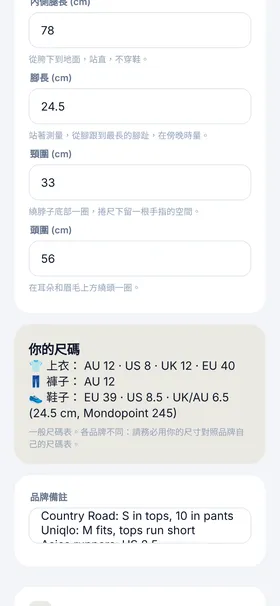 內側腿長 (cm)
78
從胯下到地面，站直，不穿鞋。
腳長 (cm)
24.5
站著測量，從腳跟到最長的腳趾，在傍晚時量。
頸圍 (cm)
33
繞脖子底部一圈，捲尺下留一根手指的空間。
頭圍 (cm)
56
在耳朵和眉毛上方繞頭一圈。
你的尺碼
👕 上衣： AU 12 · US 8 · UK 12 · EU 40
👖 褲子： AU 12
👟 鞋子： EU 39 · US 8.5 · UK/AU 6.5
(24.5 cm, Mondopoint 245)
一般尺碼表。各品牌不同：請務必用你的尺寸對照品牌自
己的尺碼表。
品牌備註
Country Road: S in tops, 10 in pants
Uniqlo: M fits, tops run short
Asics runners: US 8.5